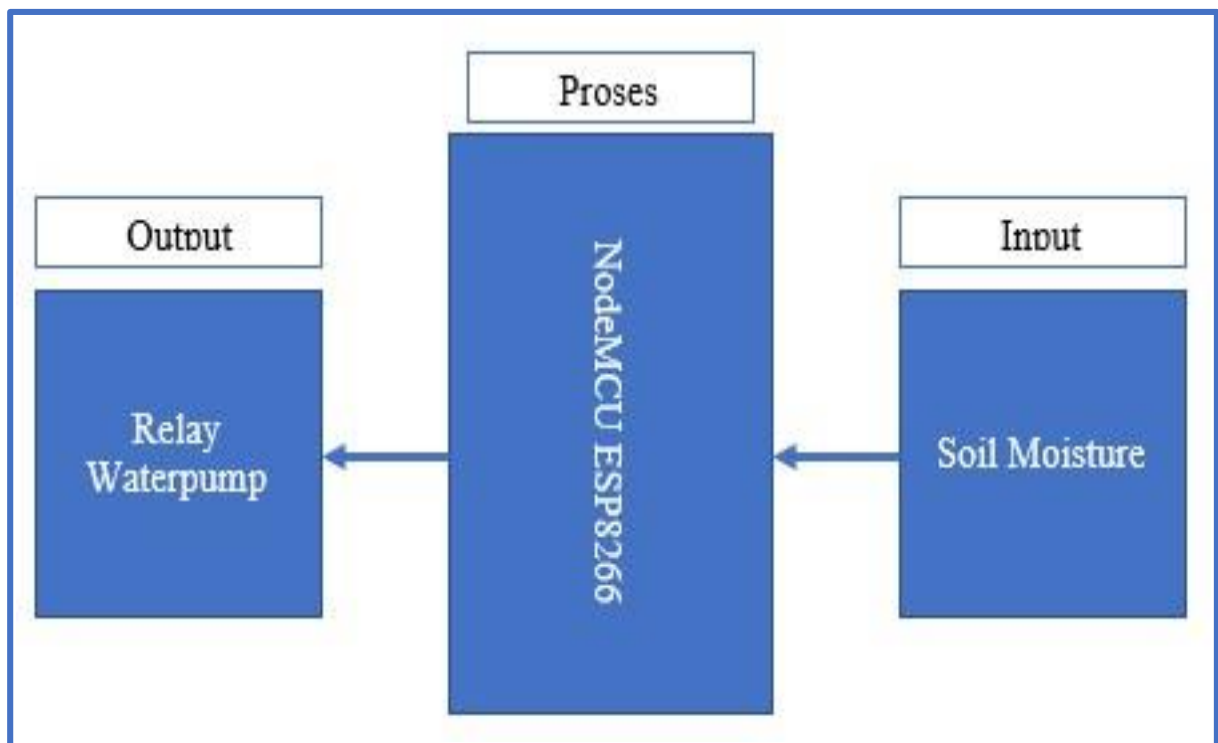 Proses
Output
Input
NodeMCU ESP8266
Relay
Waterpump
Soil Moisture